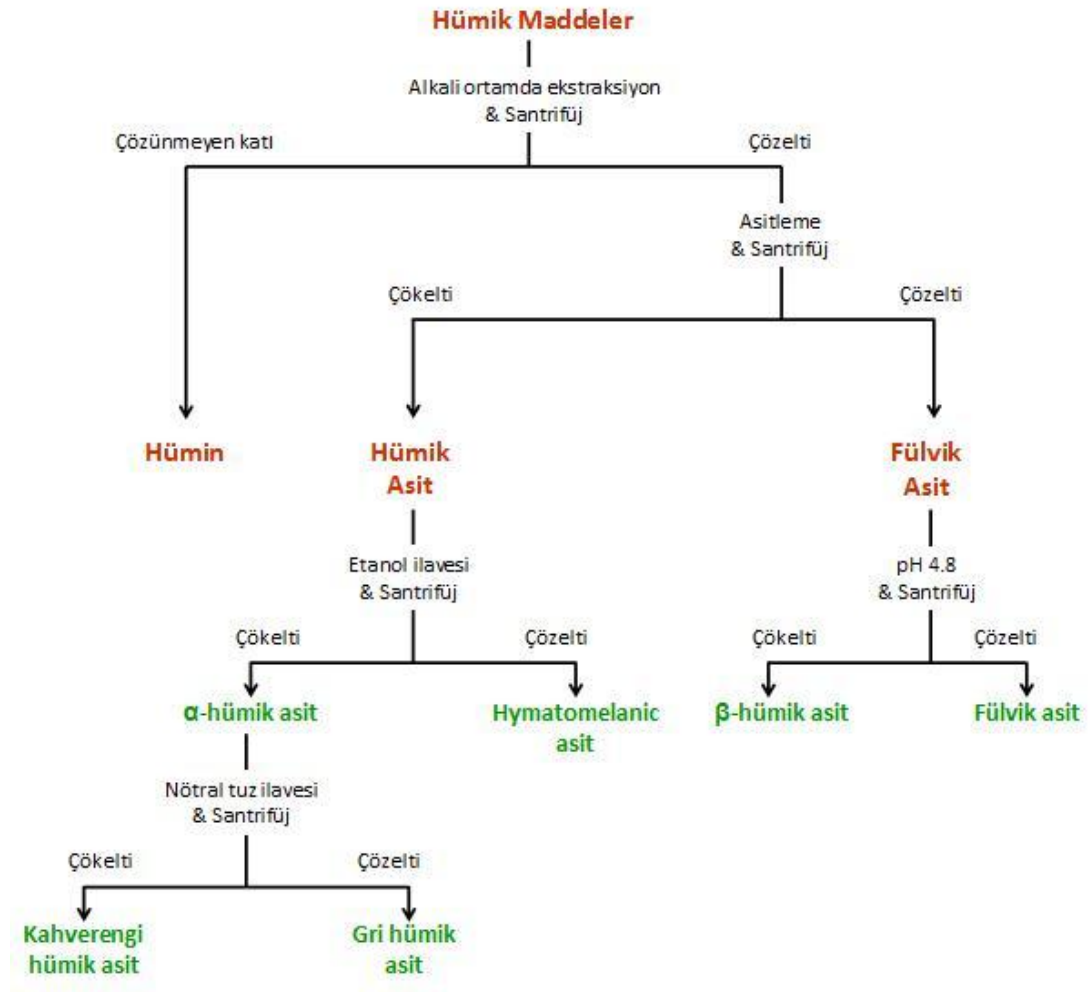 Hümik Maddeler
Alkali ortamda ekstraksiyon
& Santrifüj
Çözünmeyen katı
Çözelti
Asitleme
& Santrifüj
Çökelti
Çözelti
Hümin
Hümik
Asit
Fülvik
Asit
Etanol ilavesi
& Santrifüj
pH 4.8
& Santrifüj
Çökelti
Çözelti
Çökelti
Çözelti
α-hümik asit
Hymatomelanic
asit
β-hümik asit
Fülvik asit
Nötral tuz ilavesi
& Santrifüj
Çökelti
Çözelti
Kahverengi
hümik asit
Gri hümik
asit